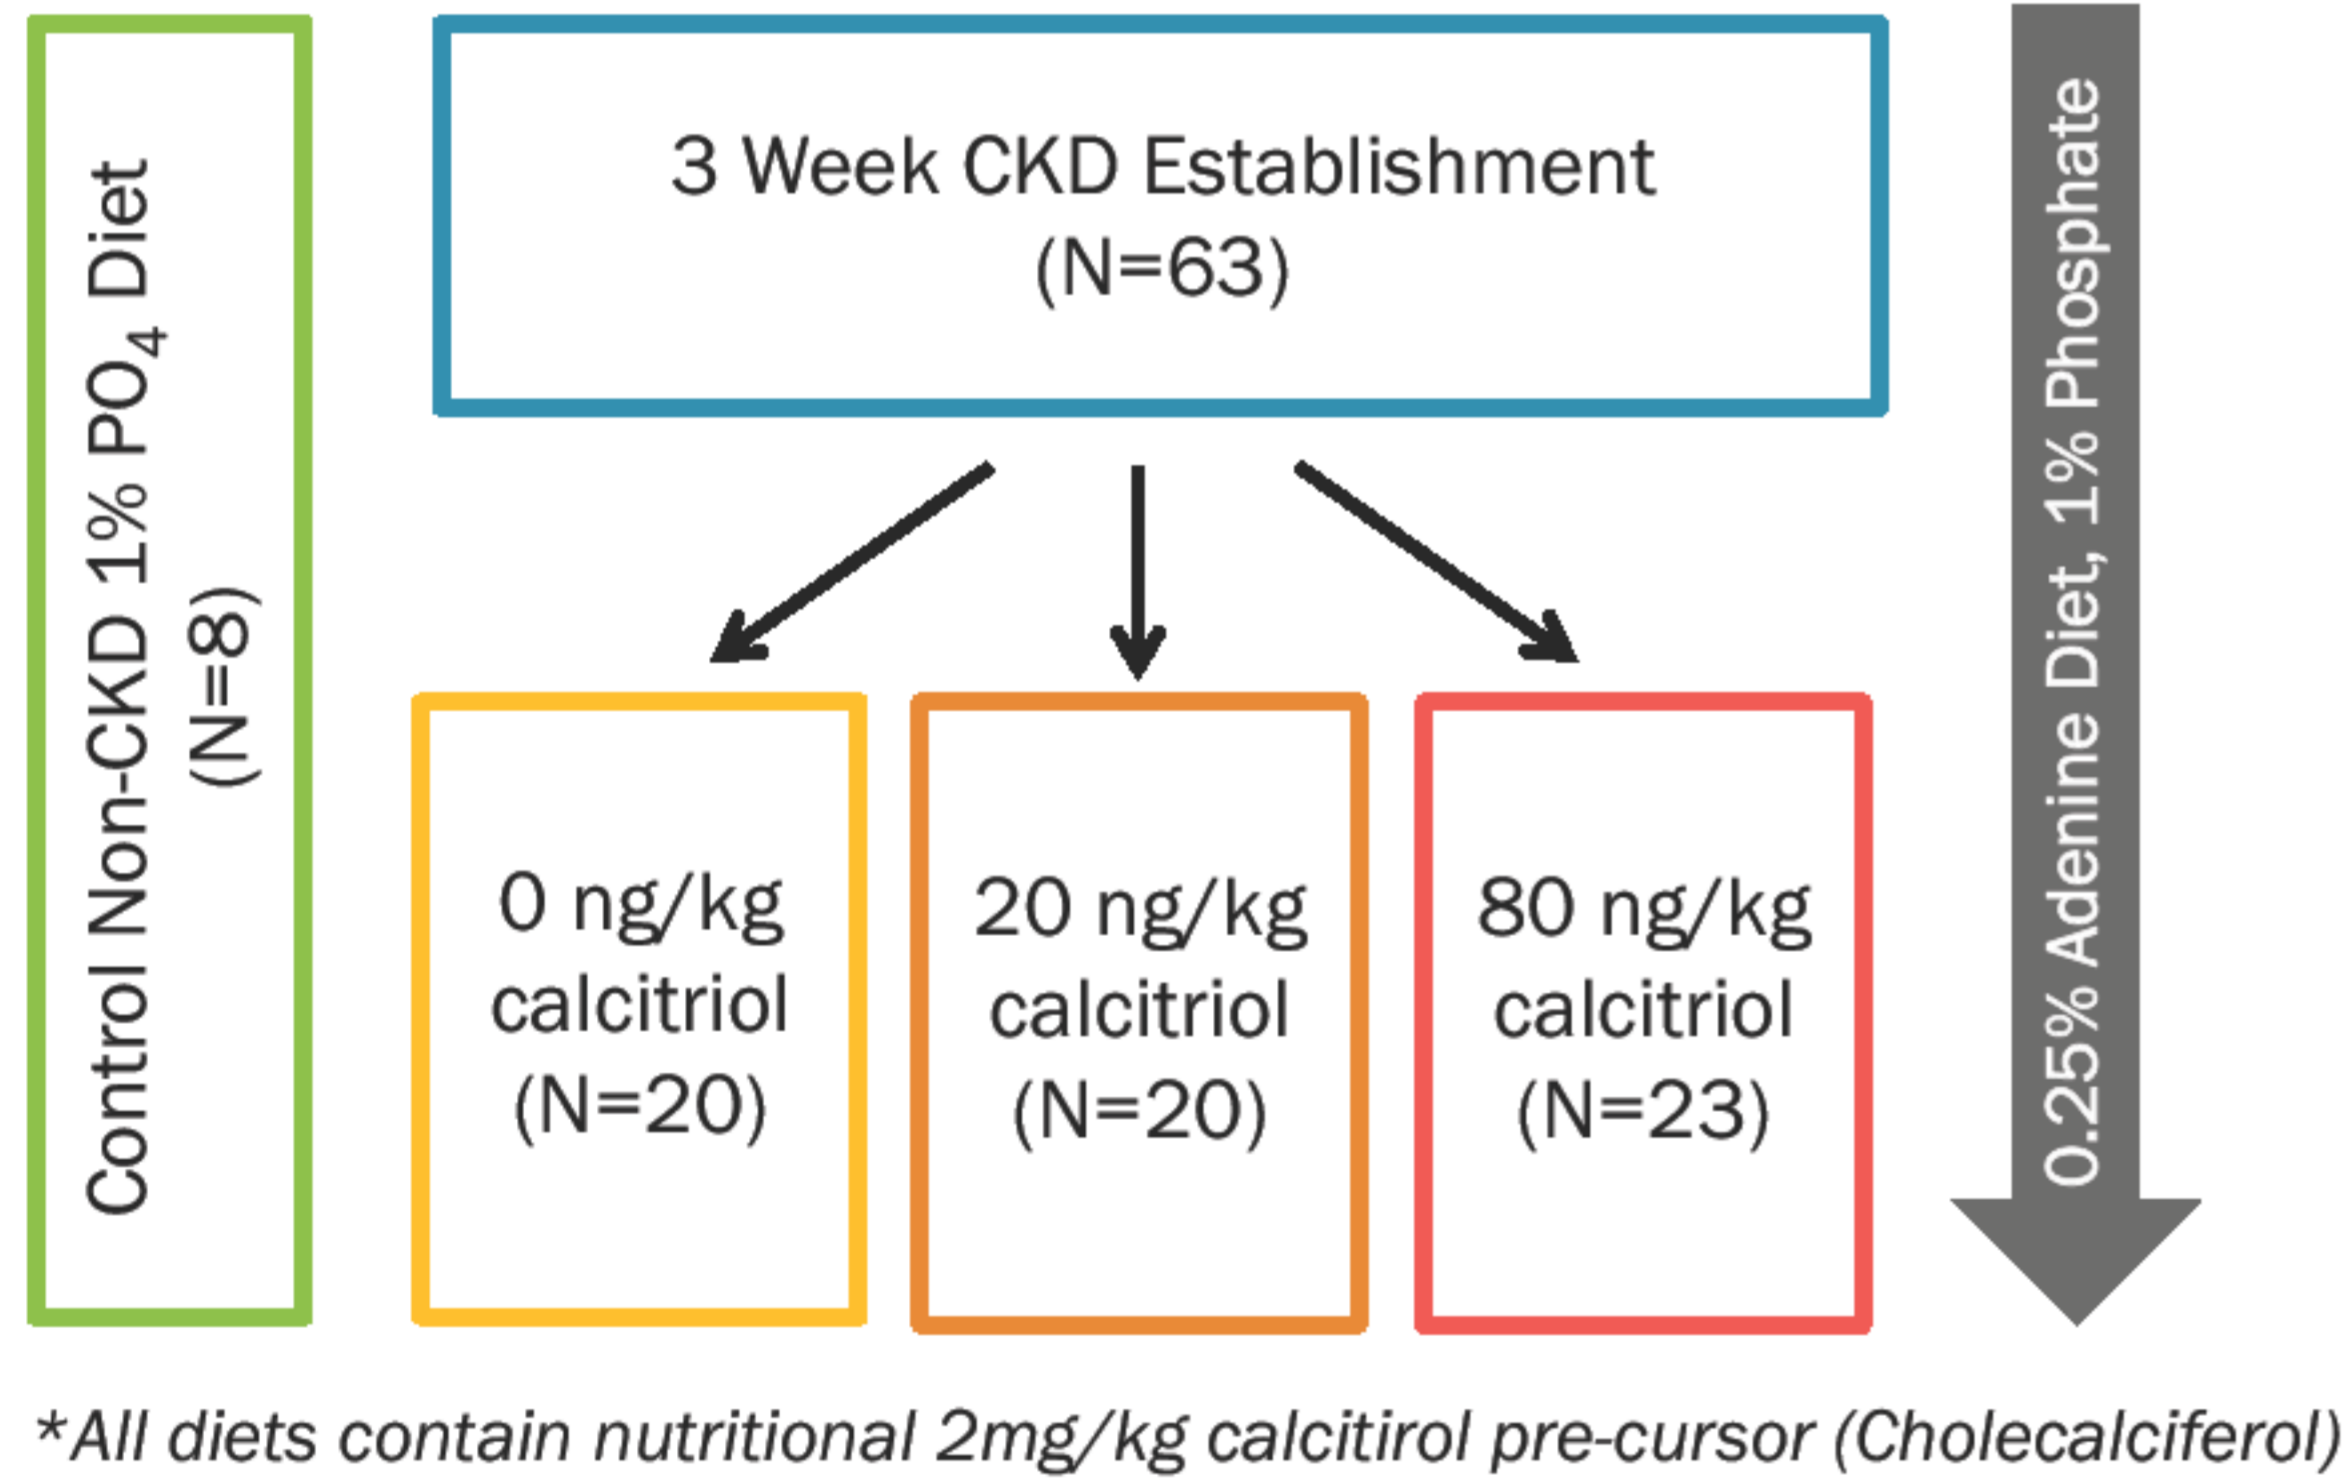 Control Non-CKD 1% PO₄ Diet
(N=8)
3 Week CKD Establishment
(N=63)
0 ng/kg
calcitriol
(N=20)
20 ng/kg
calcitriol
(N=20)
80 ng/kg
calcitriol
(N=23)
0.25% Adenine Diet, 1% Phosphate
*All diets contain nutritional 2mg/kg calcitirol pre-cursor (Cholecalciferol)